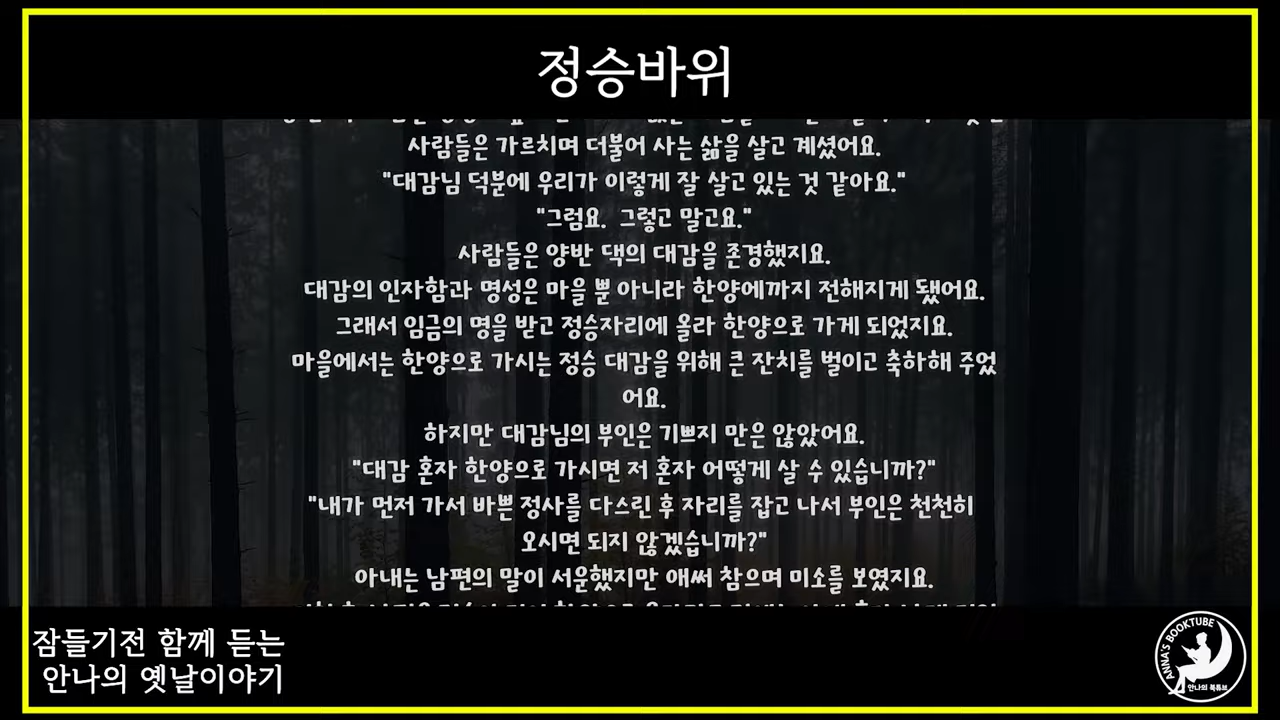 정승바위
사람들은 가르치며 더불어 사는 삶을 살고 계셨어요.
"대감님 덕분에 우리가 이렇게 잘 살고 있는 것 같아요."
"그럼요. 그렇고 말고요."
사람들은 양반 댁의 대감을 존경했지요.
대감의 인자함과 명성은 마을 뿐 아니라 한양에까지 전해지게 됐어요.
그래서 임금의 명을 받고 정승자리에 올라 한양으로 가게 되었지요.
마을에서는 한양으로 가시는 정승 대감을 위해 큰 잔치를 벌이고 축하해 주었
어요.
하지만 대감님의 부인은 기쁘지 만은 않았어요.
"대감 혼자 한양으로 가시면 저 혼자 어떻게 살 수 있습니까?"
"내가 먼저 가서 바쁜 정사를 다스린 후 자리를 잡고 나서 부인은 천천히
오시면 되지 않겠습니까?"
아내는 남편의 말이 서운했지만 애써 참으며 미소를 보였지요.
잠들기전 함께 듣는
안나의 옛날이야기
ANNA'S BOOKTUBE
안나의 북튜브